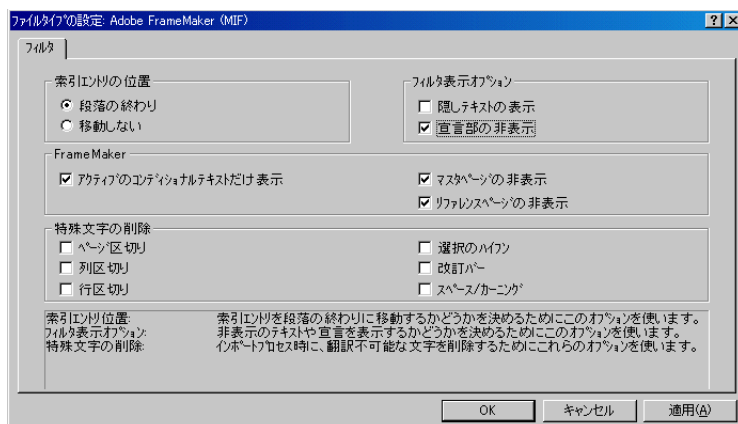 ファイルタイプの設定: Adobe FrameMaker (MIF)
フィルタ
索引エントリの位置
段落の終わり
移動しない
フィルタ表示オプション
隠しテキストの表示
宣言部の非表示
FrameMaker
アクティブのコンディショナルテキストだけ表示
マスタページの非表示
リファレンスページの非表示
特殊文字の削除
ページ区切り
列区切り
行区切り
選択のハイフン
改訂バー
スペース/カーニング
索引エントリ位置: 索引エントリを段落の終わりに移動するかどうかを決めるためにこのオプションを使います。
フィルタ表示オプション: 非表示のテキストや宣言を表示するかどうかを決めるためにこのオプションを使います。
特殊文字の削除: インポートプロセス時に、翻訳不可能な文字を削除するためにこれらのオプションを使います。
OK キャンセル 適用(A)